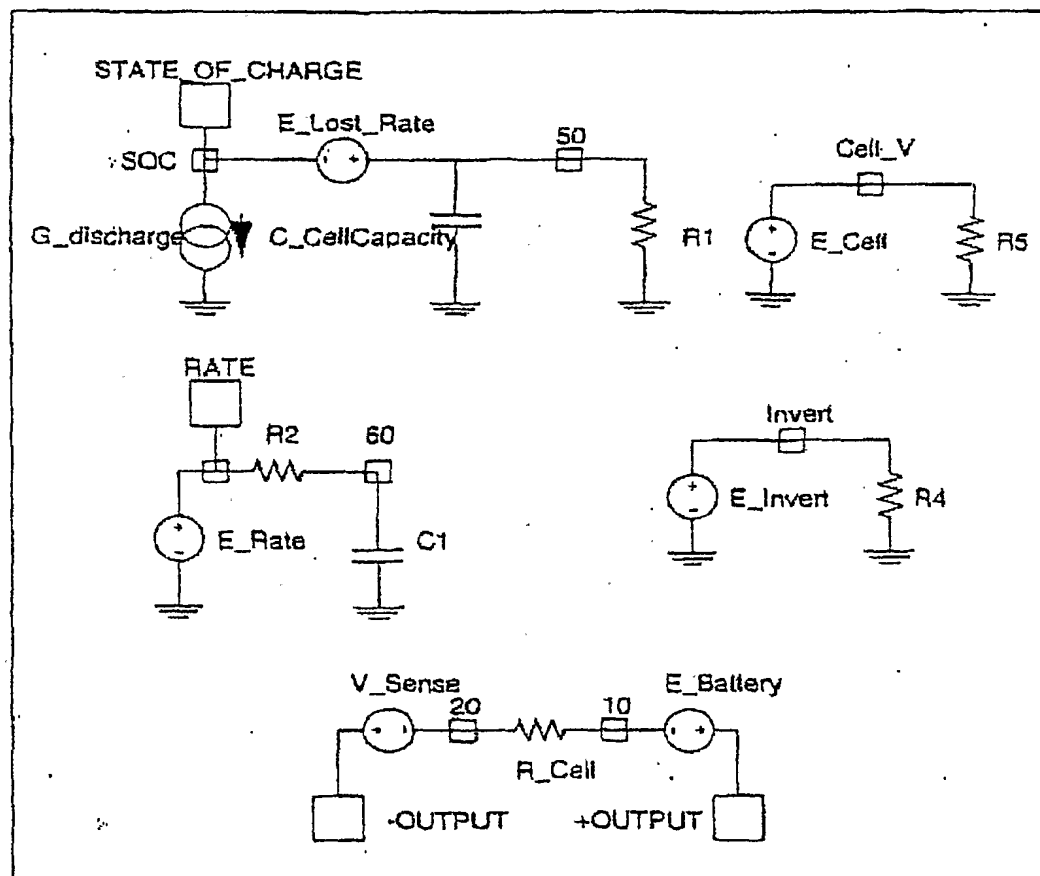 STATE_OF_CHARGE
E_Lost_Rate
50
SOC
Cell_V
G_discharge
C_CellCapacity
R1
E_Cell
R5
RATE
R2
60
Invert
E_Rate
C1
E_Invert
R4
V_Sense
20
10
E_Battery
R_Cell
-OUTPUT
+OUTPUT